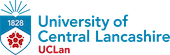 1828
University of
Central Lancashire
UCLan